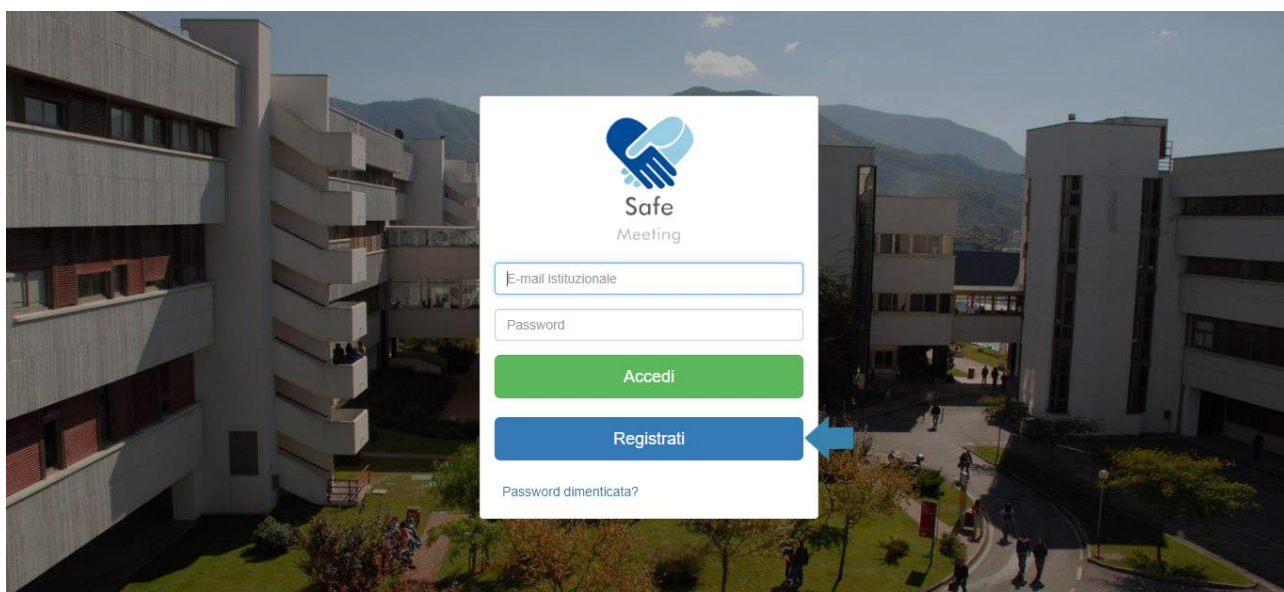 Safe
Meeting
E-mail istituzionale
Password
Accedi
Registrati
Password dimenticata?